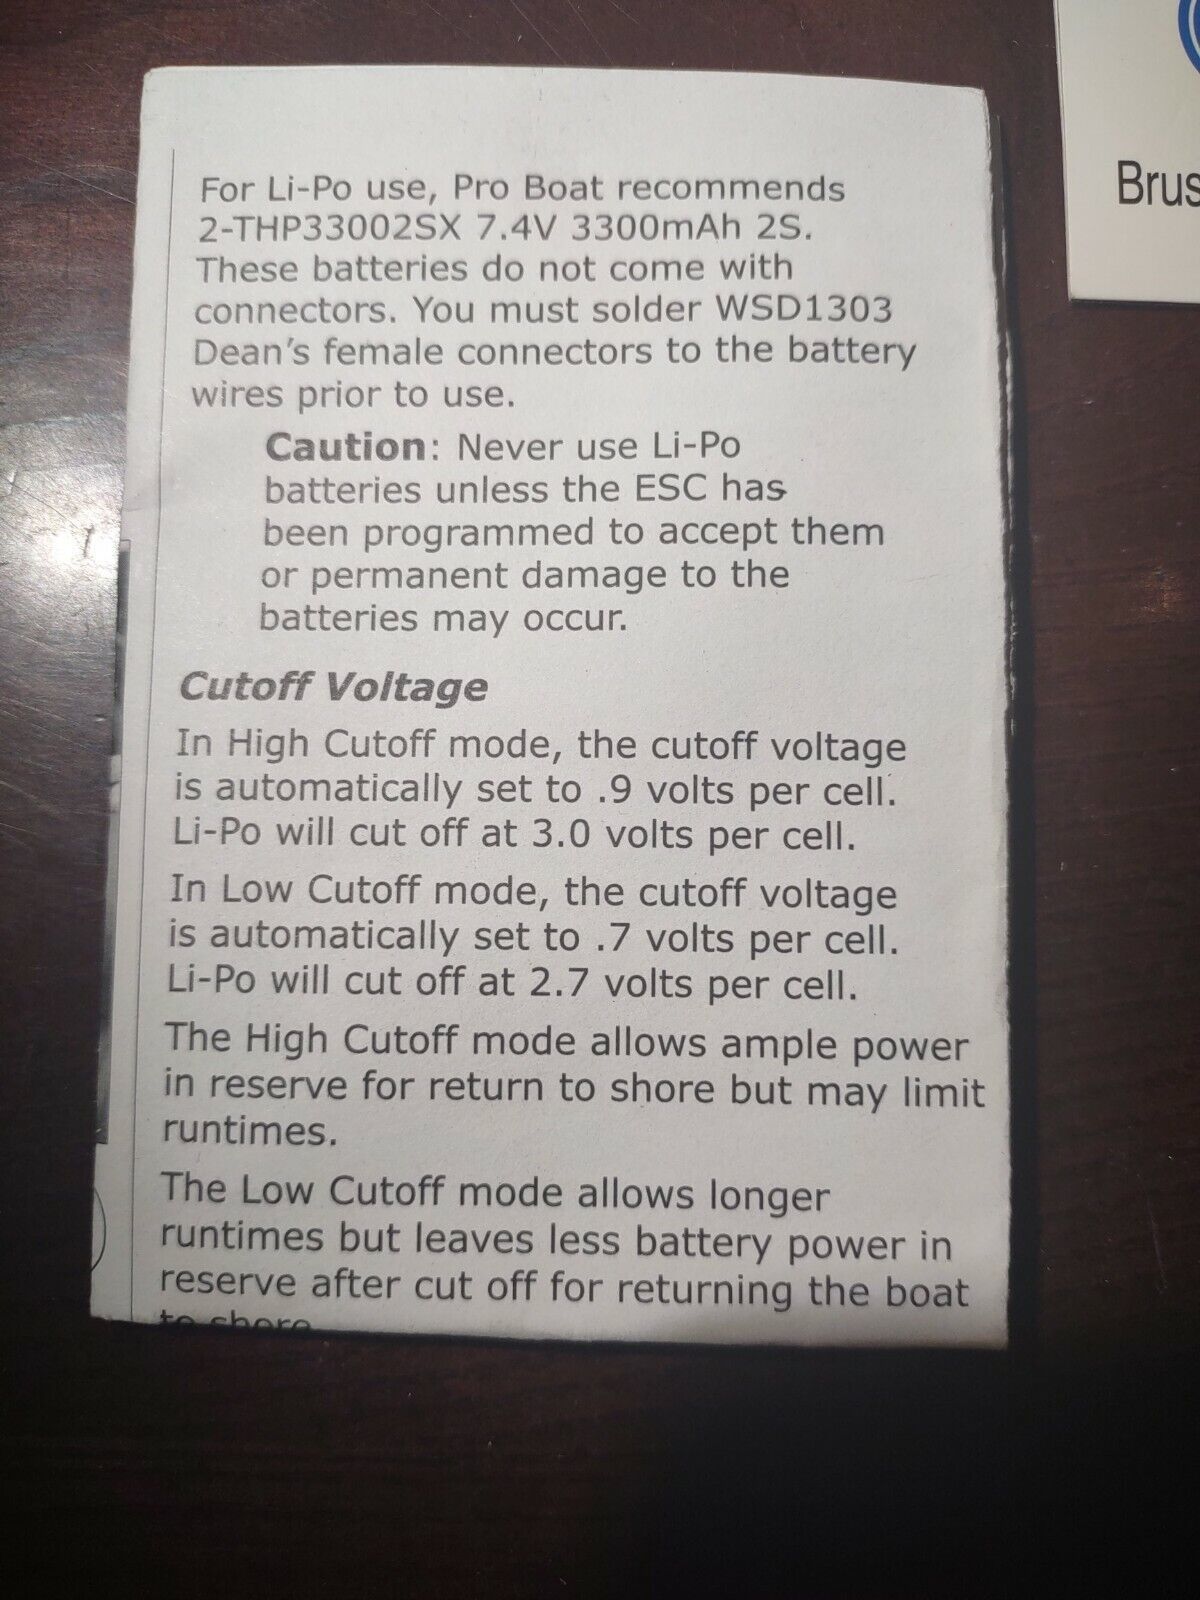 For Li-Po use, Pro Boat recommends
2-THP33002SX 7.4V 3300mAh 2S.
These batteries do not come with
connectors. You must solder WSD1303
Dean's female connectors to the battery
wires prior to use.
Caution: Never use Li-Po
batteries unless the ESC has
been programmed to accept them
or permanent damage to the
batteries may occur.
Cutoff Voltage
In High Cutoff mode, the cutoff voltage
is automatically set to .9 volts per cell.
Li-Po will cut off at 3.0 volts per cell.
In Low Cutoff mode, the cutoff voltage
is automatically set to .7 volts per cell.
Li-Po will cut off at 2.7 volts per cell.
The High Cutoff mode allows ample power
in reserve for return to shore but may limit
runtimes.
The Low Cutoff mode allows longer
runtimes but leaves less battery power in
reserve after cut off for returning the boat
to shore
Brus